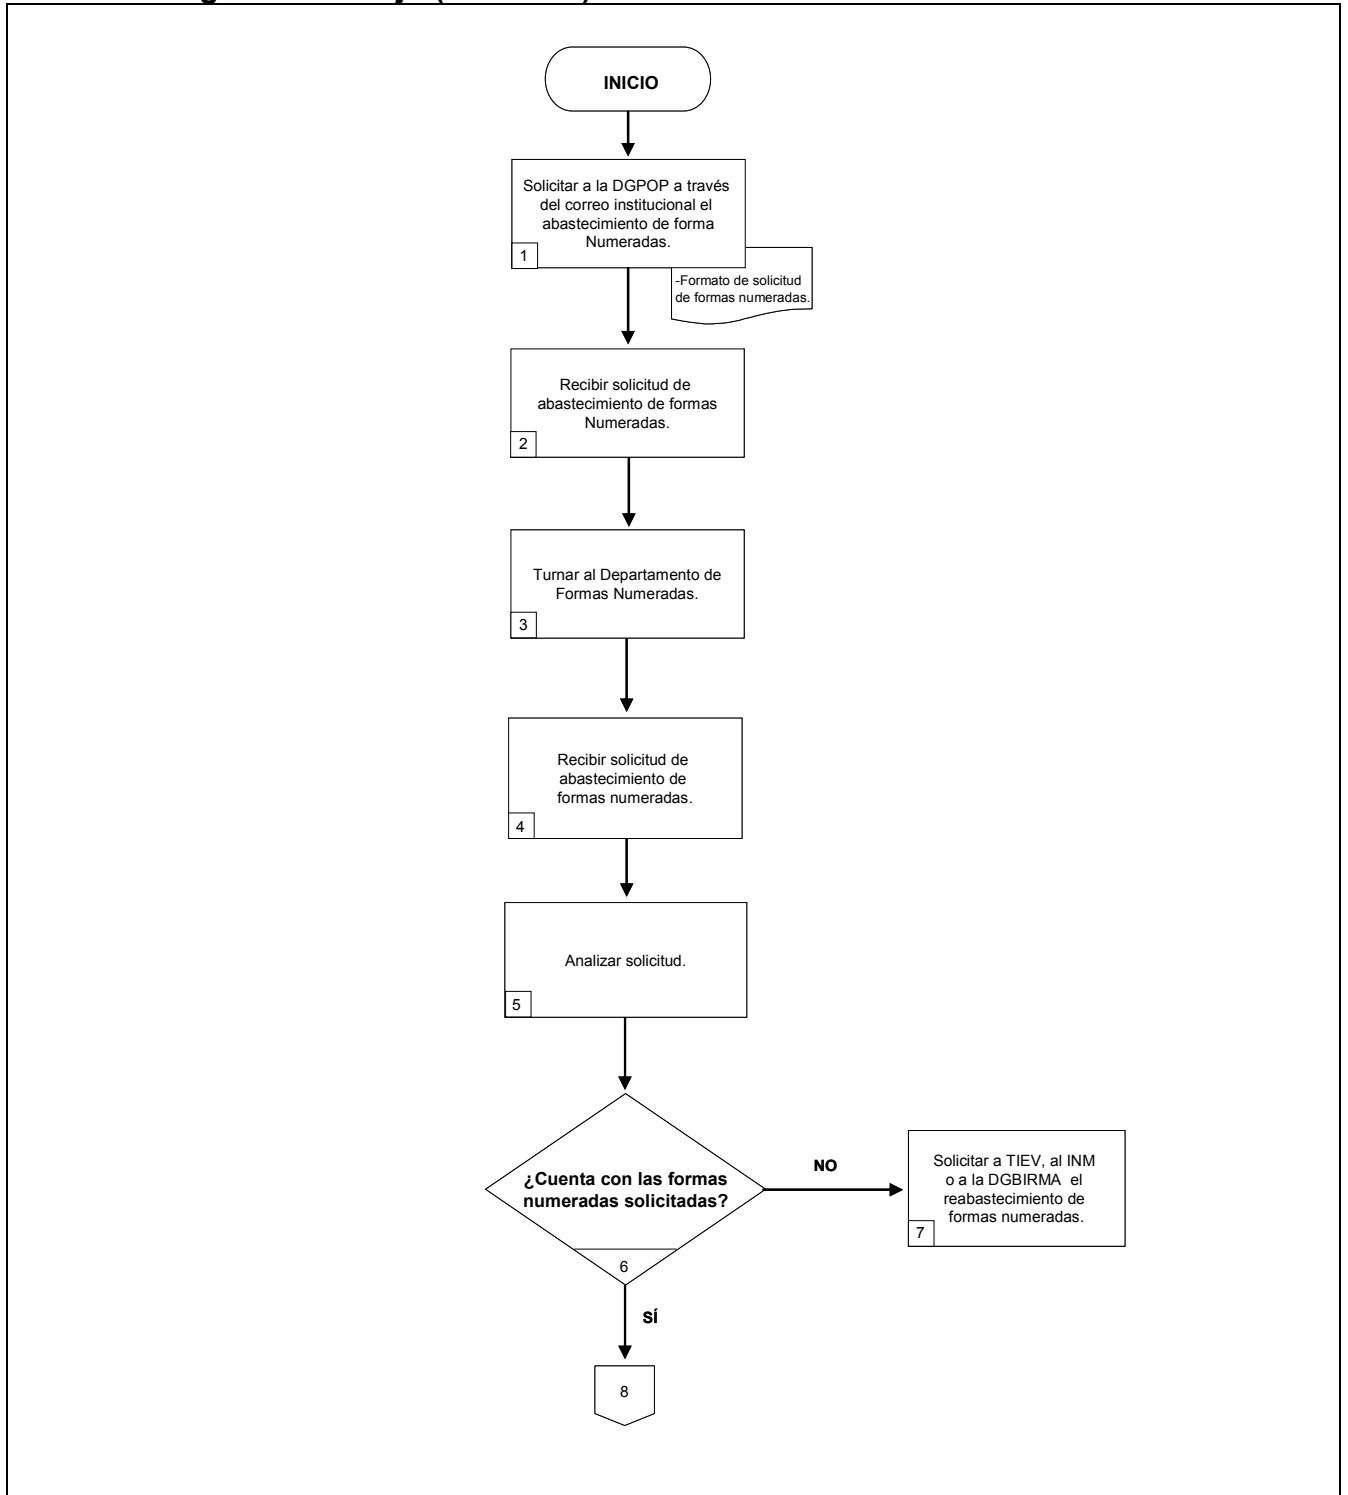 INICIO
Solicitar a la DGPOP a través
del correo institucional el
abastecimiento de forma
Numeradas.
1
-Formato de solicitud
de formas numeradas.
Recibir solicitud de
abastecimiento de formas
Numeradas.
2
Turnar al Departamento de
Formas Numeradas.
3
Recibir solicitud de
abastecimiento de
formas numeradas.
4
Analizar solicitud.
5
¿Cuenta con las formas
numeradas solicitadas?
6
NO
Solicitar a TIEV, al INM
o a la DGBIRMA el
reabastecimiento de
formas numeradas.
7
SÍ
8